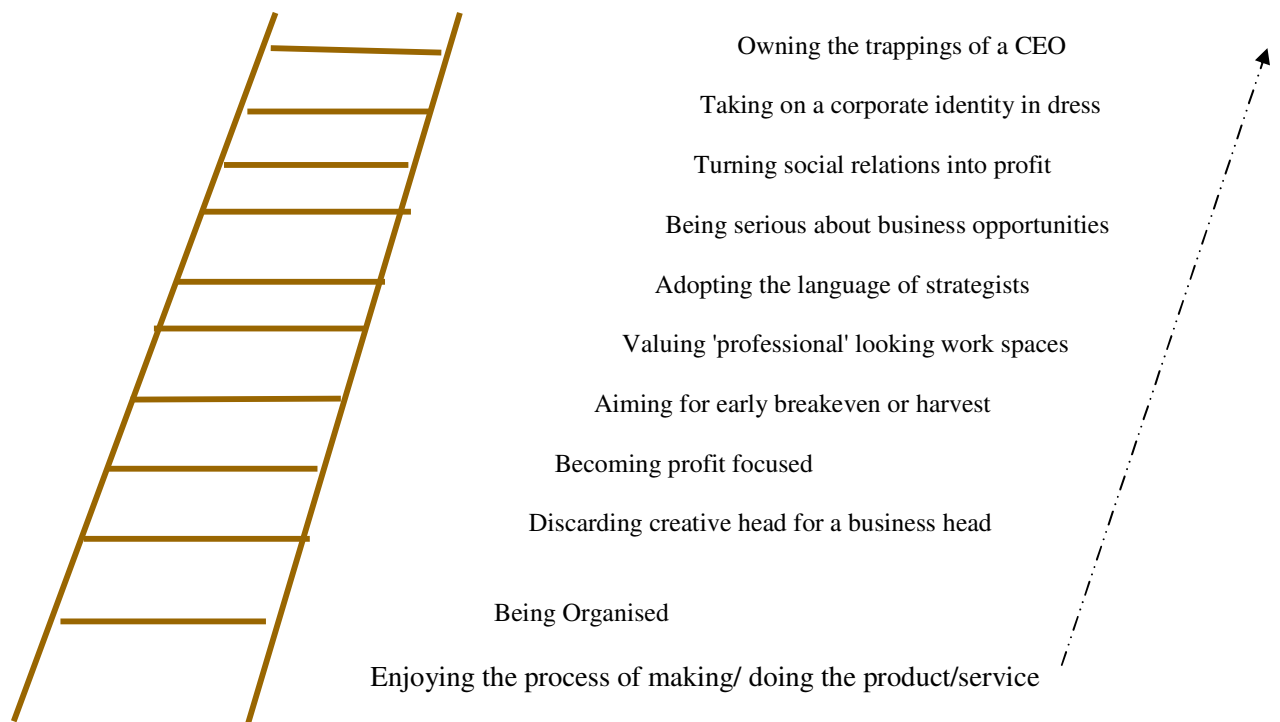 Owning the trappings of a CEO
Taking on a corporate identity in dress
Turning social relations into profit
Being serious about business opportunities
Adopting the language of strategists
Valuing 'professional' looking work spaces
Aiming for early breakeven or harvest
Becoming profit focused
Discarding creative head for a business head
Being Organised
Enjoying the process of making/ doing the product/service